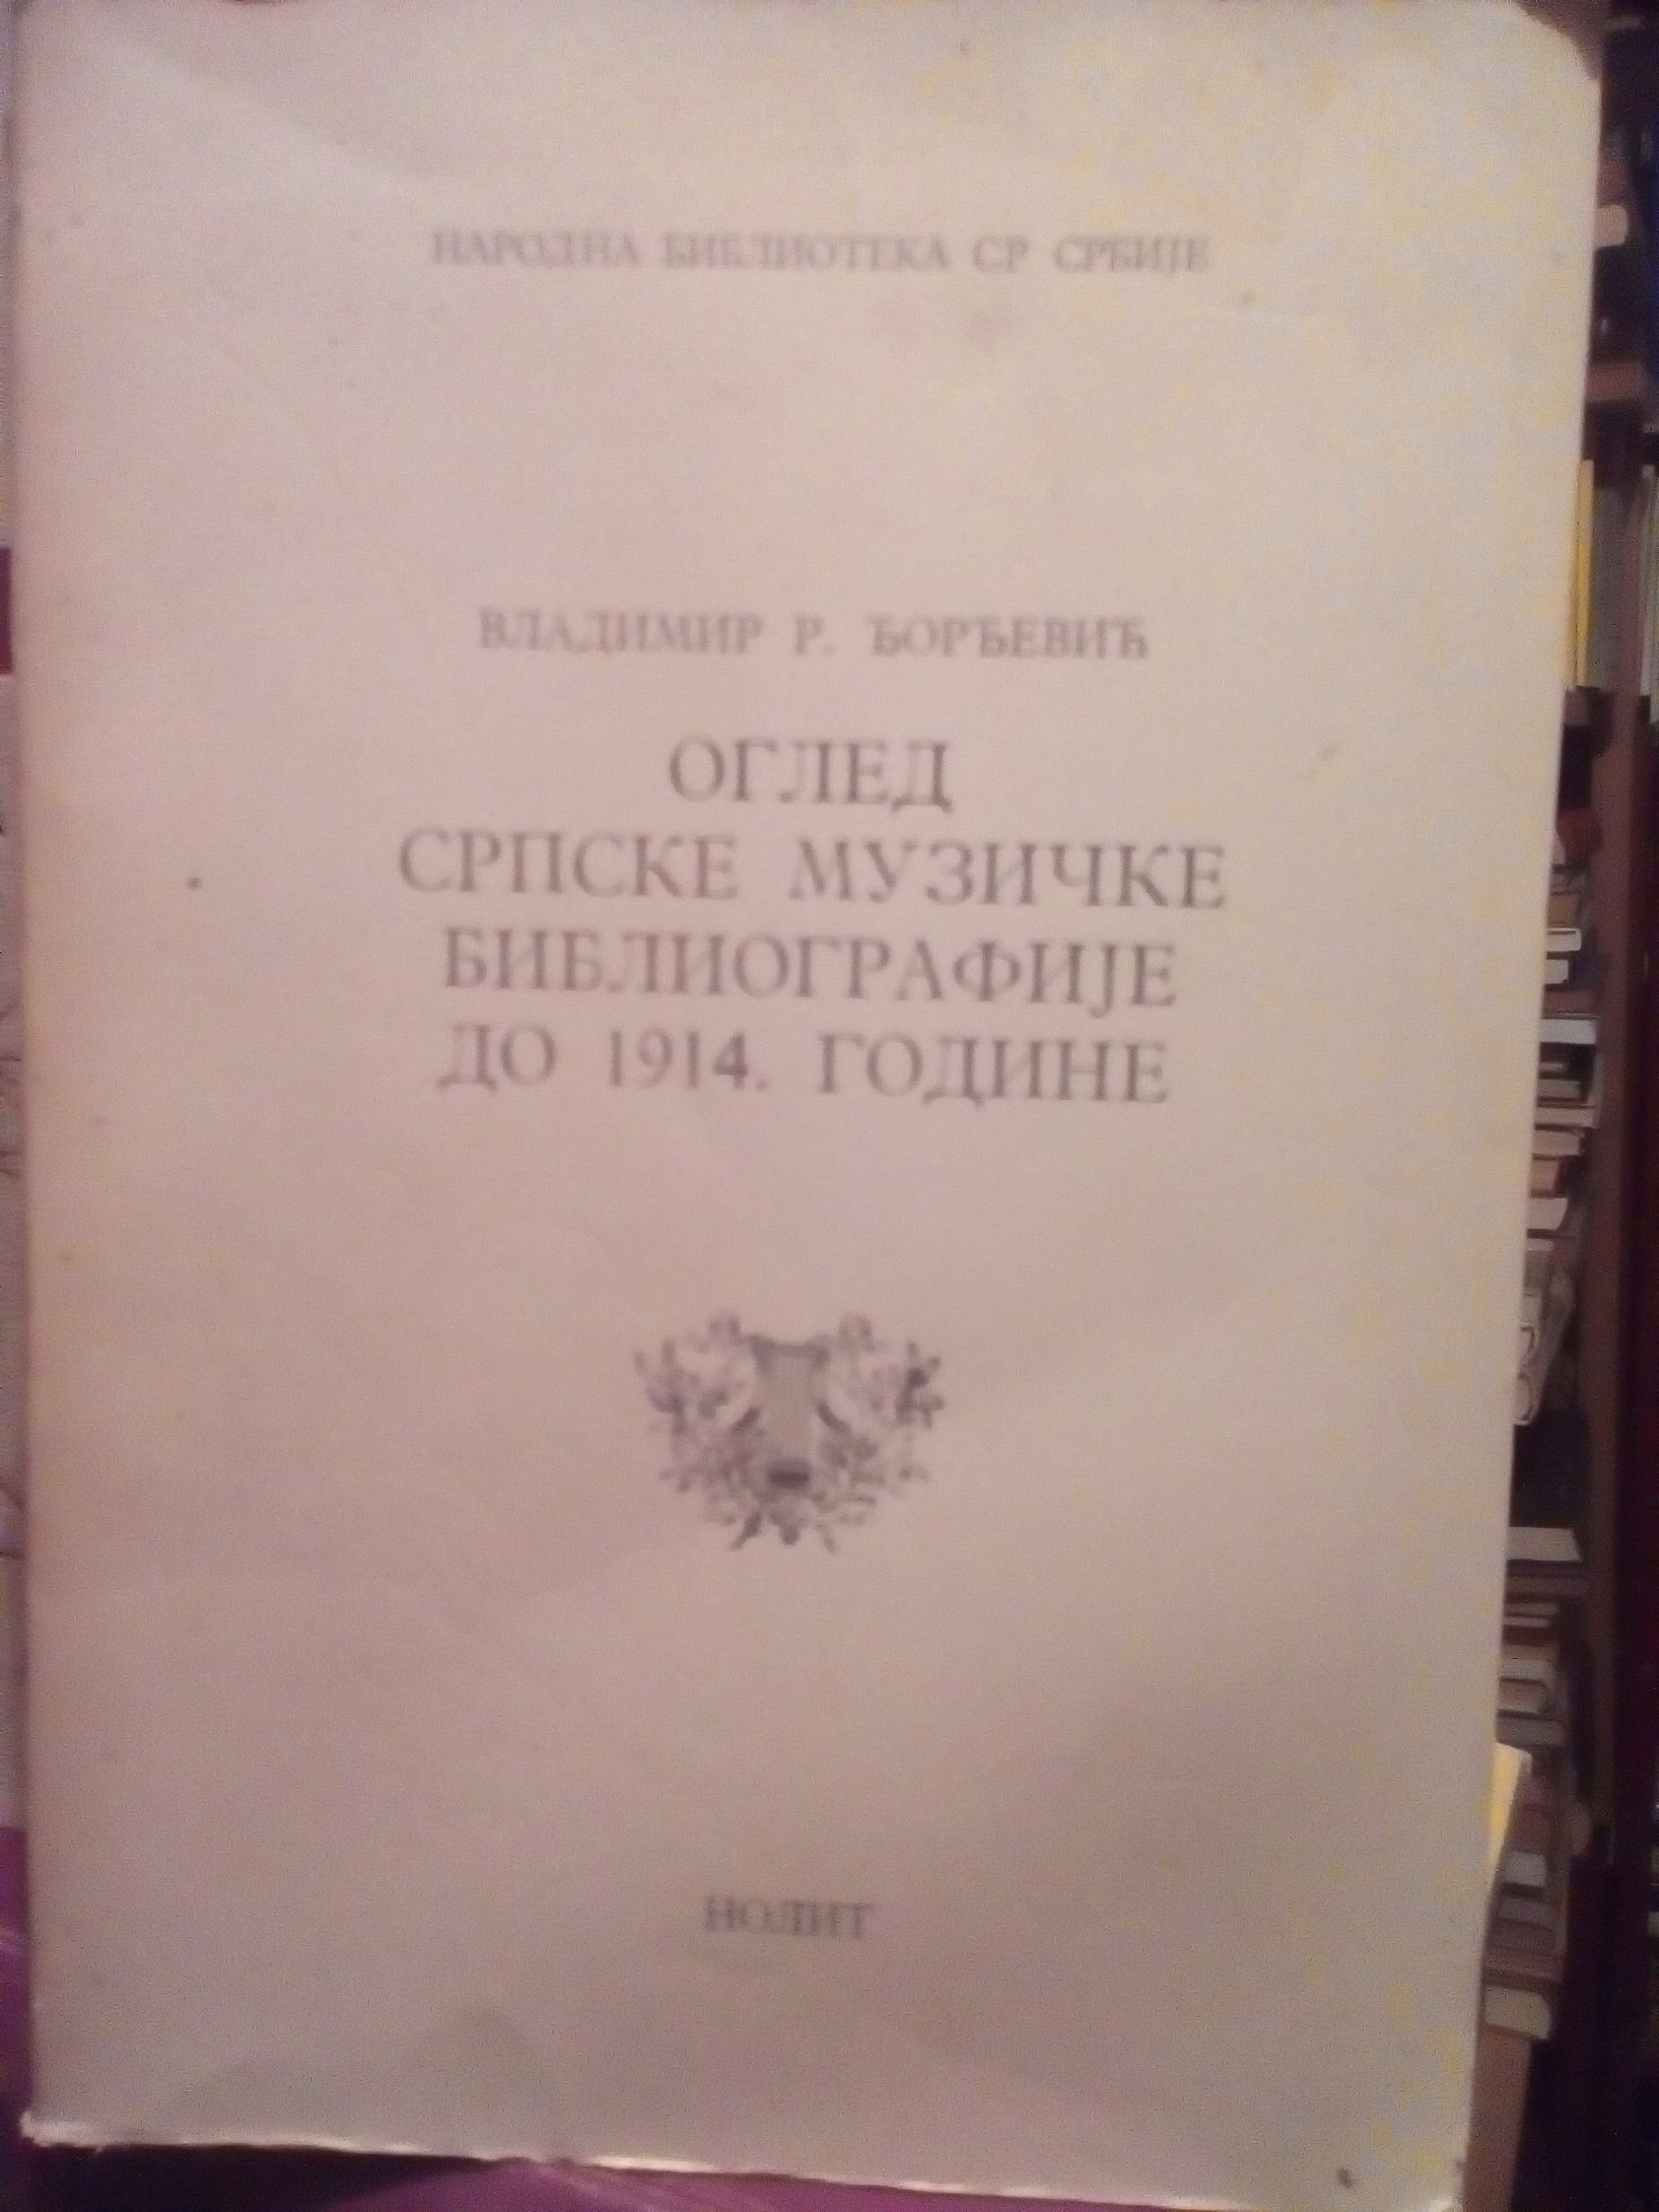 НАРОДНА БИБЛИОТЕКА СР СРБИЈЕ
ВЛАДИМИР Р. ЂОРЂЕВИЋ
ОГЛЕД
СРПСКЕ МУЗИЧКЕ
БИБЛИОГРАФИЈЕ
ДО 1914. ГОДИНЕ
НОЛИТ